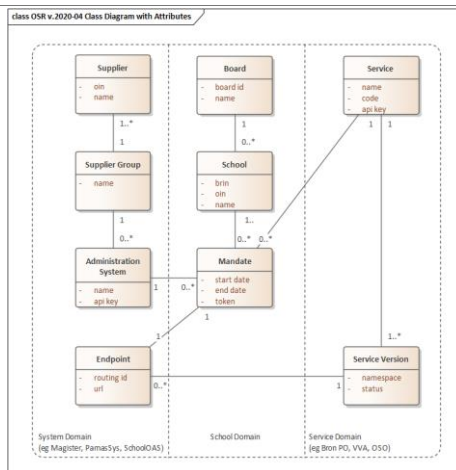 class OSR v.2020-04 Class Diagram with Attributes
Supplier
- oin
- name
Board
- board id
- name
Service
- name
- code
- api key
1..*
1
1
0..*
1
1
Supplier Group
- name
School
- brin
- oin
- name
1
0..*
1..
0..*
0..*
Administration
System
- name
- api key
1
0..*
Mandate
- start date
- end date
- token
1
1
1..*
Endpoint
- routing id
- url
0..*
1
Service Version
- namespace
- status
System Domain
(eg Magister, ParnasSys, SchoolOAS)
School Domain
Service Domain
(eg Bron PO, VVA, OSO)